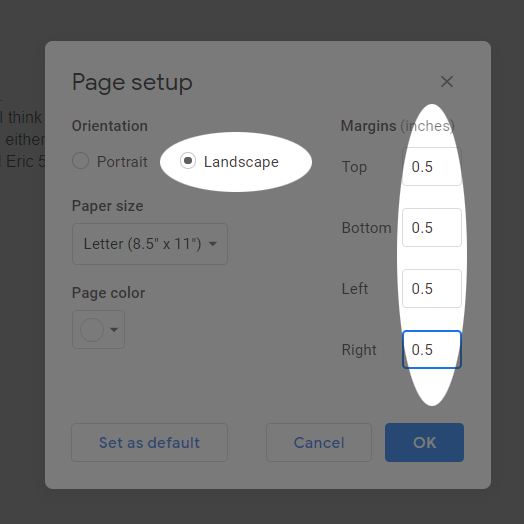 I think
either
l Eric 5
Page setup
Orientation
Portrait
Landscape
Paper size
Letter (8.5" x 11")
Page color
Margins (inches)
Top
0.5
Bottom
0.5
Left
0.5
Right
0.5
Set as default
Cancel
OK